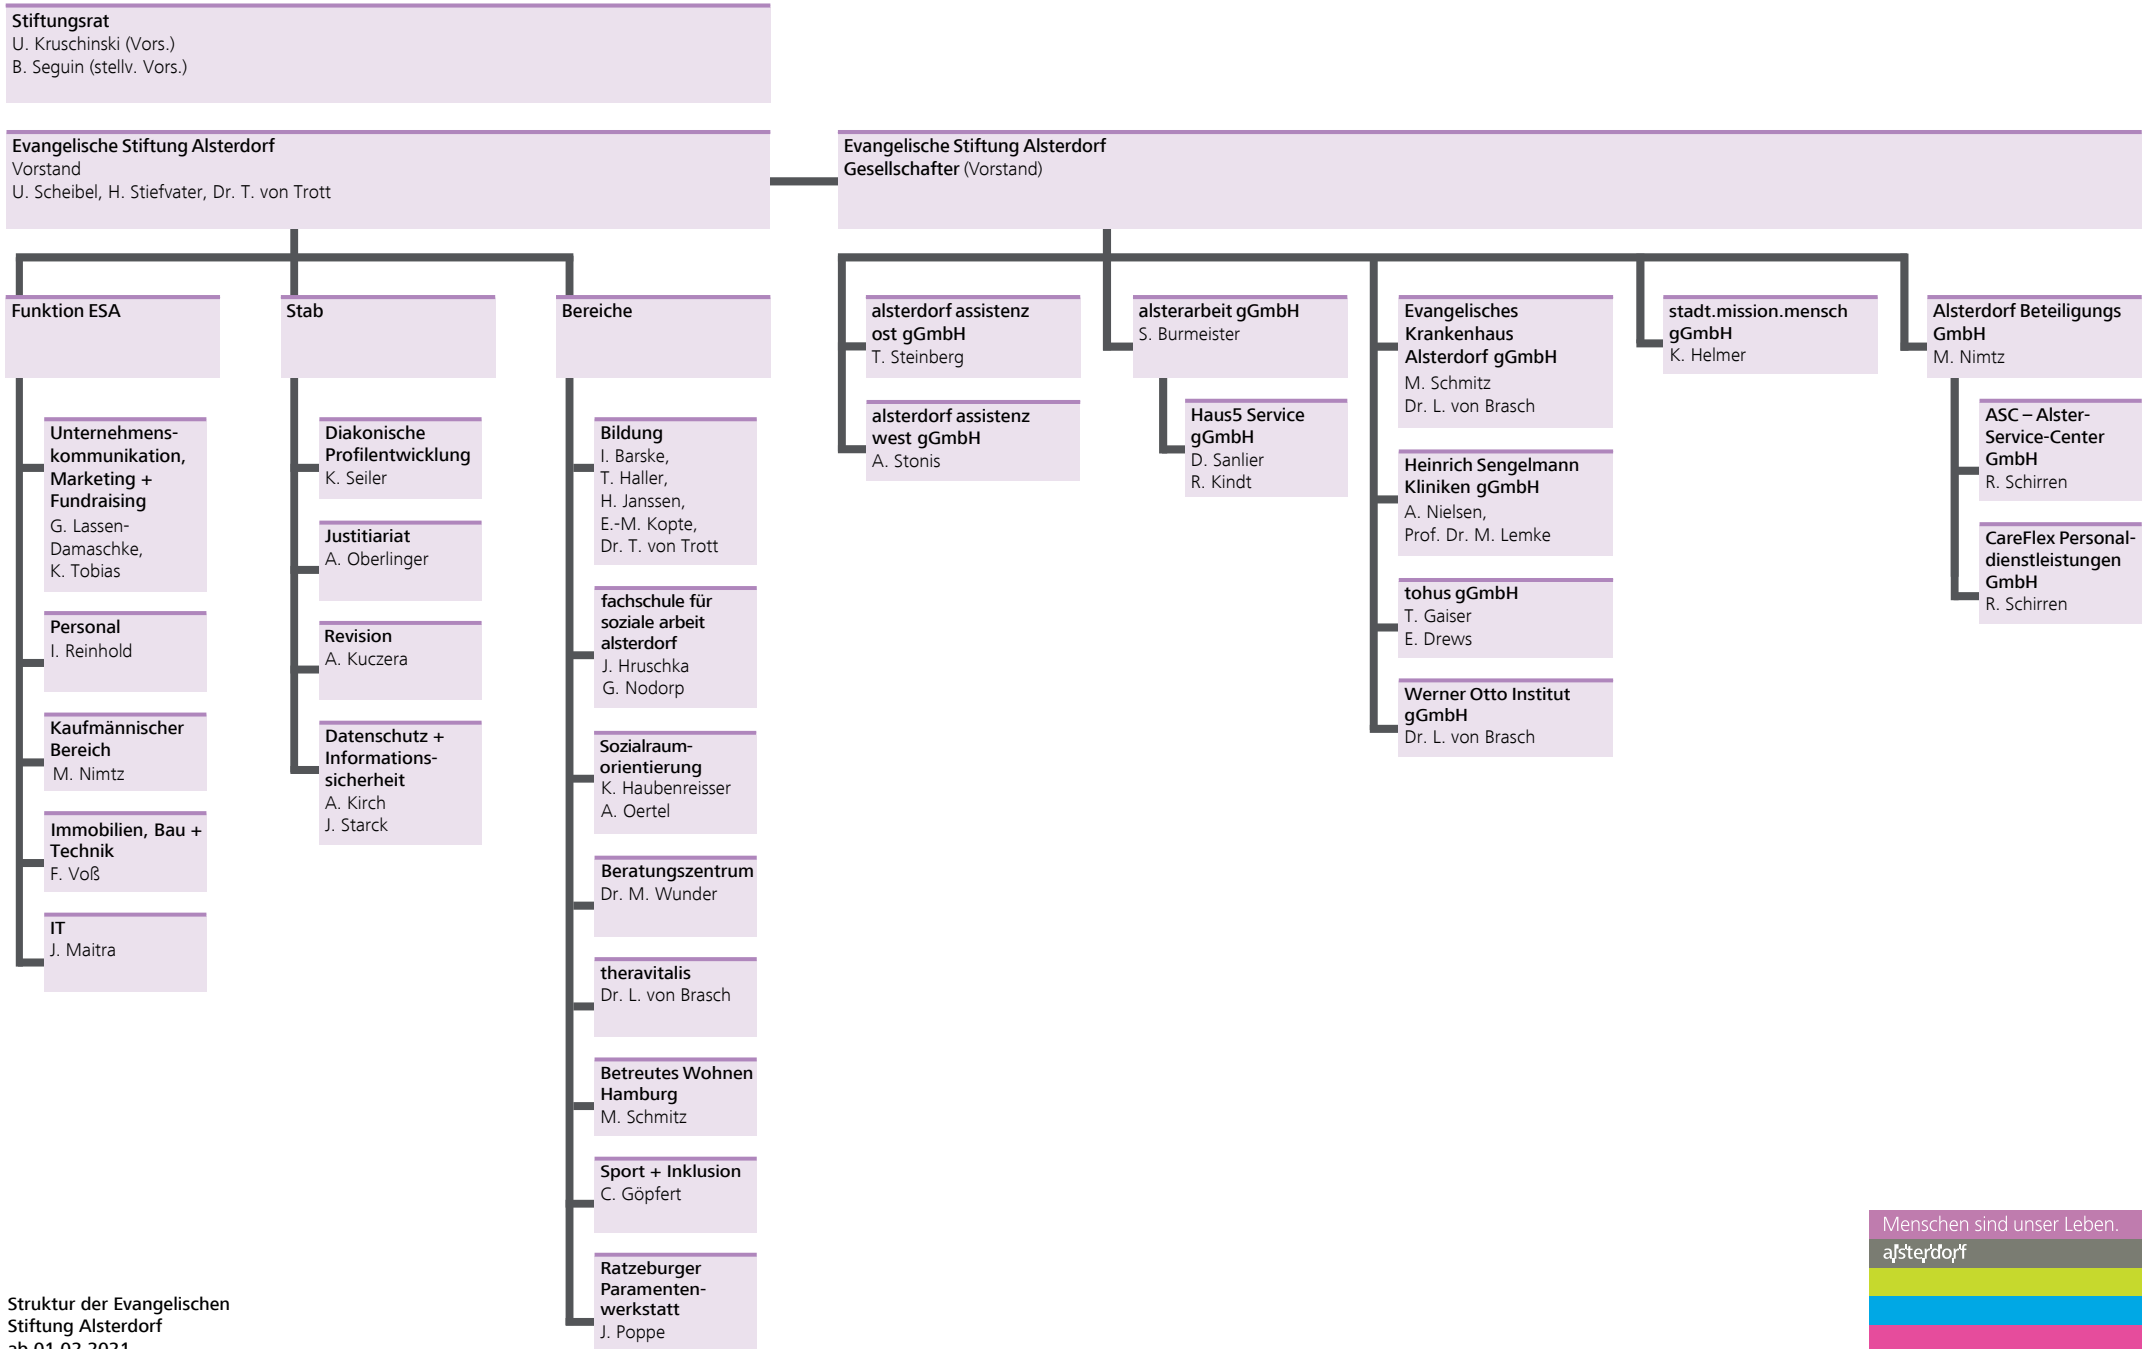 Stiftungsrat
U. Kruschinski (Vors.)
B. Seguin (stellv. Vors.)
Evangelische Stiftung Alsterdorf
Vorstand
U. Scheibel, H. Stiefvater, Dr. T. von Trott
Evangelische Stiftung Alsterdorf
Gesellschafter (Vorstand)
Funktion ESA
Unternehmens-
kommunikation,
Marketing +
Fundraising
G. Lassen-
Damaschke,
K. Tobias
Personal
I. Reinhold
Kaufmännischer
Bereich
M. Nimtz
Immobilien, Bau +
Technik
F. Voß
IT
J. Maitra
Stab
Diakonische
Profilentwicklung
K. Seiler
Justitiariat
A. Oberlinger
Revision
A. Kuczera
Datenschutz +
Informations-
sicherheit
A. Kirch
J. Starck
Bereiche
Bildung
I. Barske,
T. Haller,
H. Janssen,
E.-M. Kopte,
Dr. T. von Trott
fachschule für
soziale arbeit
alsterdorf
J. Hruschka
G. Nodorp
Sozialraum-
orientierung
K. Haubenreisser
A. Oertel
Beratungszentrum
Dr. M. Wunder
theravitalis
Dr. L. von Brasch
Betreutes Wohnen
Hamburg
M. Schmitz
Sport + Inklusion
C. Göpfert
Ratzeburger
Paramenten-
werkstatt
J. Poppe
alsterdorf assistenz
ost gGmbH
T. Steinberg
alsterdorf assistenz
west gGmbH
A. Stonis
alsterarbeit gGmbH
S. Burmeister
Haus5 Service
gGmbH
D. Sanlier
R. Kindt
Evangelisches
Krankenhaus
Alsterdorf gGmbH
M. Schmitz
Dr. L. von Brasch
Heinrich Sengelmann
Kliniken gGmbH
A. Nielsen,
Prof. Dr. M. Lemke
tohus gGmbH
T. Gaiser
E. Drews
Werner Otto Institut
gGmbH
Dr. L. von Brasch
stadt.mission.mensch
gGmbH
K. Helmer
Alsterdorf Beteiligungs
GmbH
M. Nimtz
ASC – Alster-
Service-Center
GmbH
R. Schirren
CareFlex Personal-
dienstleistungen
GmbH
R. Schirren
Struktur der Evangelischen
Stiftung Alsterdorf
ab 01.02.2021
Menschen sind unser Leben.
alsterdorf